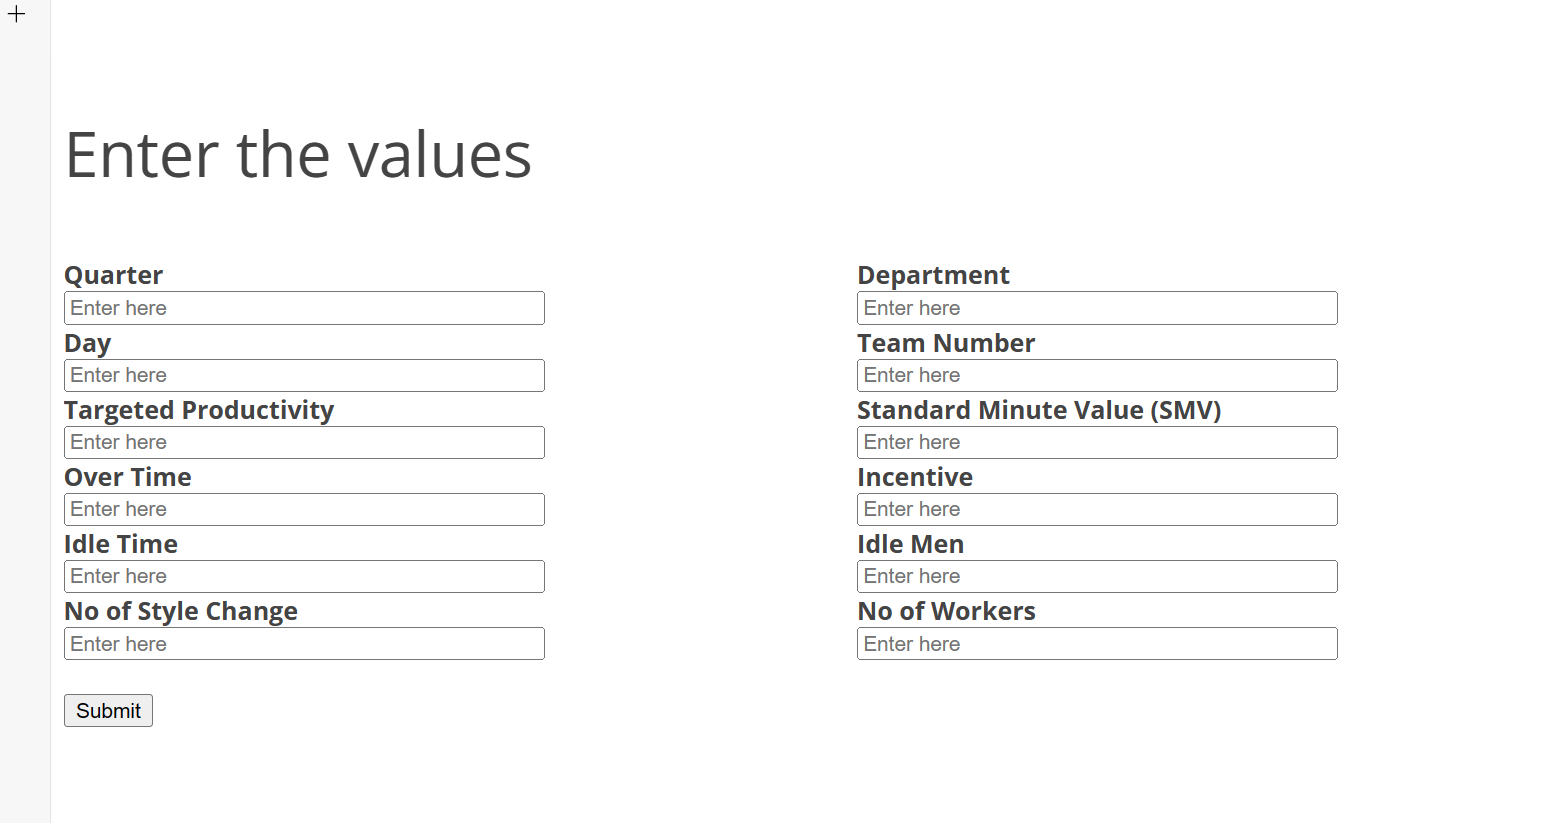 Enter the values
Quarter
Enter here
Department
Enter here
Day
Enter here
Team Number
Enter here
Targeted Productivity
Enter here
Standard Minute Value (SMV)
Enter here
Over Time
Enter here
Incentive
Enter here
Idle Time
Enter here
Idle Men
Enter here
No of Style Change
Enter here
No of Workers
Enter here
Submit